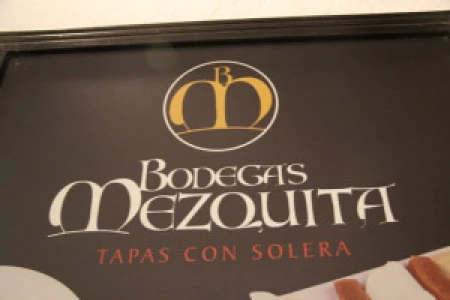 BM
BODEGAS
MEZQUITA
TAPAS CON SOLERA